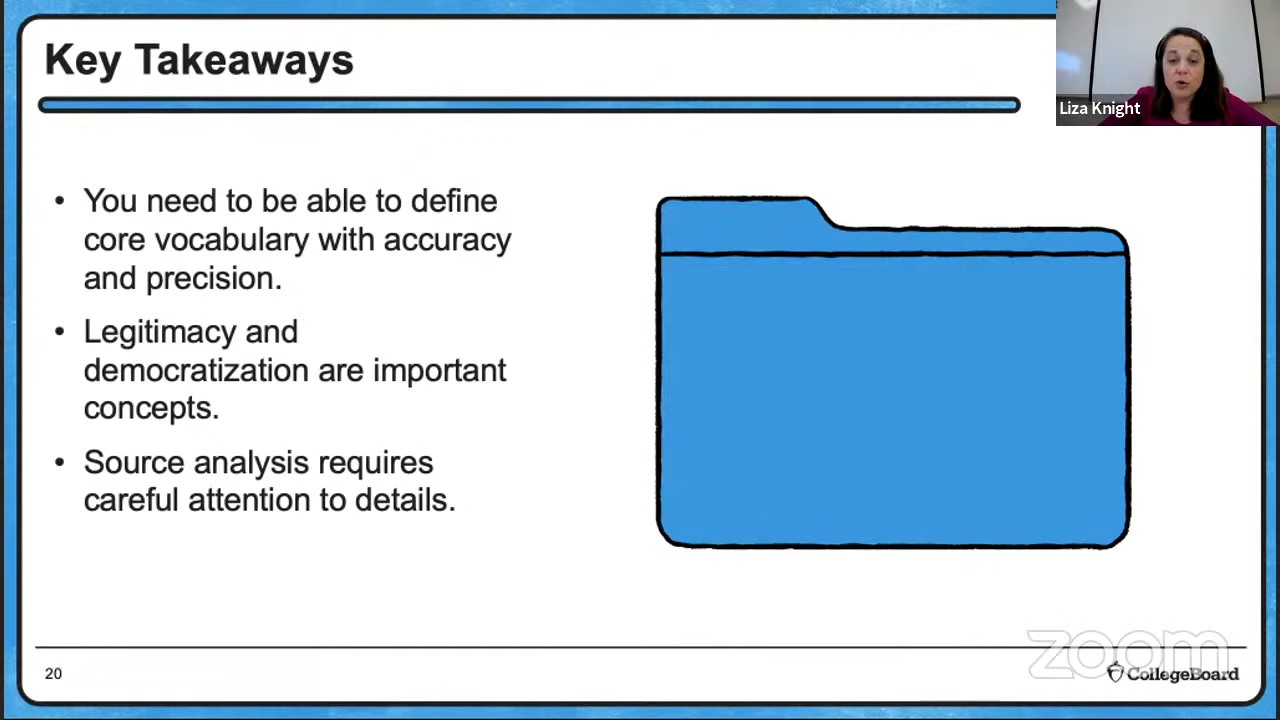 Key Takeaways
Liza Knight
• You need to be able to define
core vocabulary with accuracy
and precision.
• Legitimacy and
democratization are important
concepts.
• Source analysis requires
careful attention to details.
zoom
20
CollegeBoard